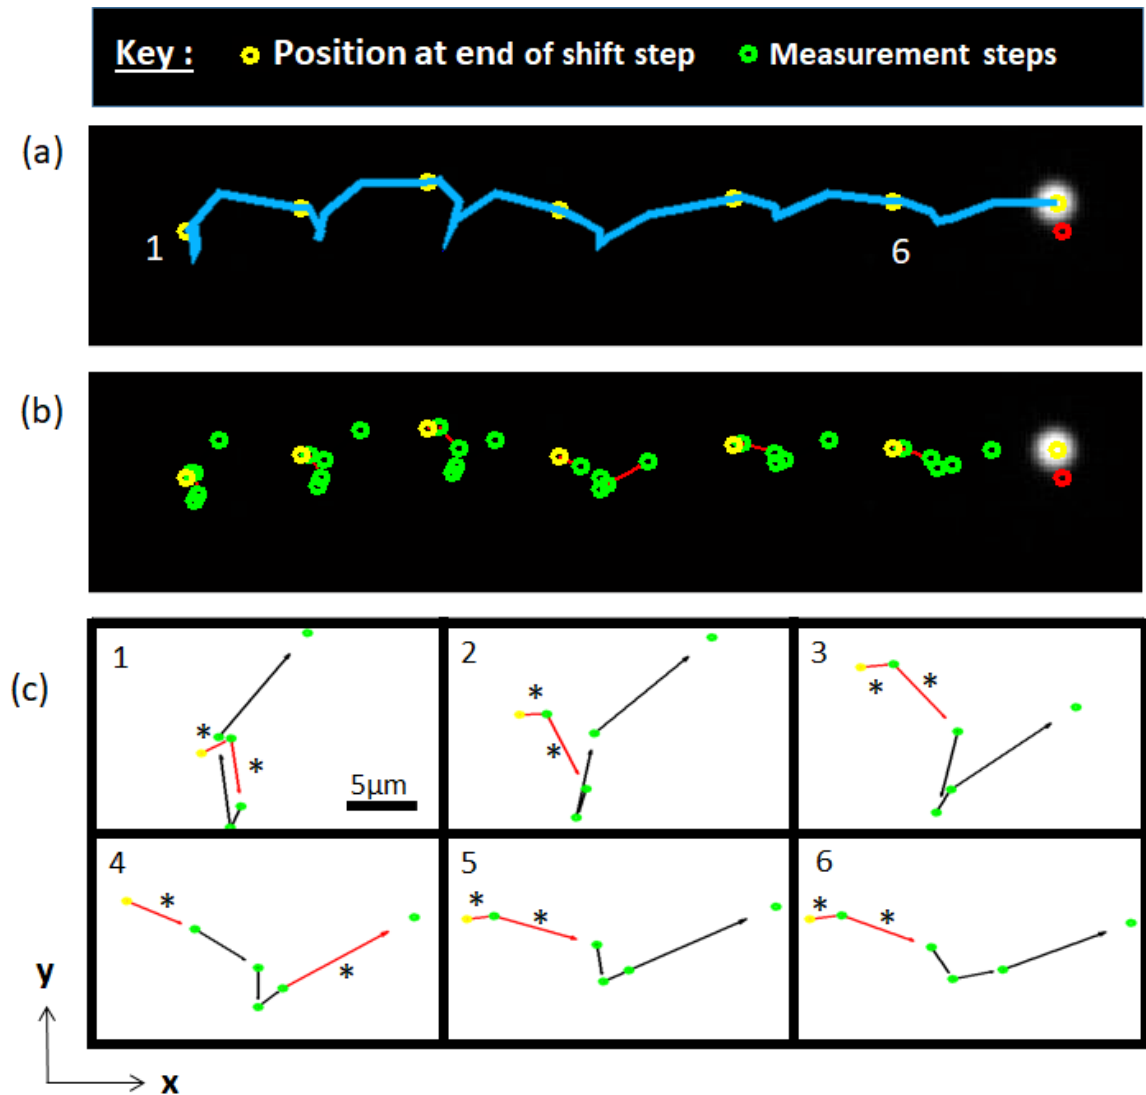 Key : Position at end of shift step Measurement steps
(a)
1
6
(b)
(c)
1 * *
5µm
2 * *
3 * *
4 * *
5 * *
6 * *
y
x